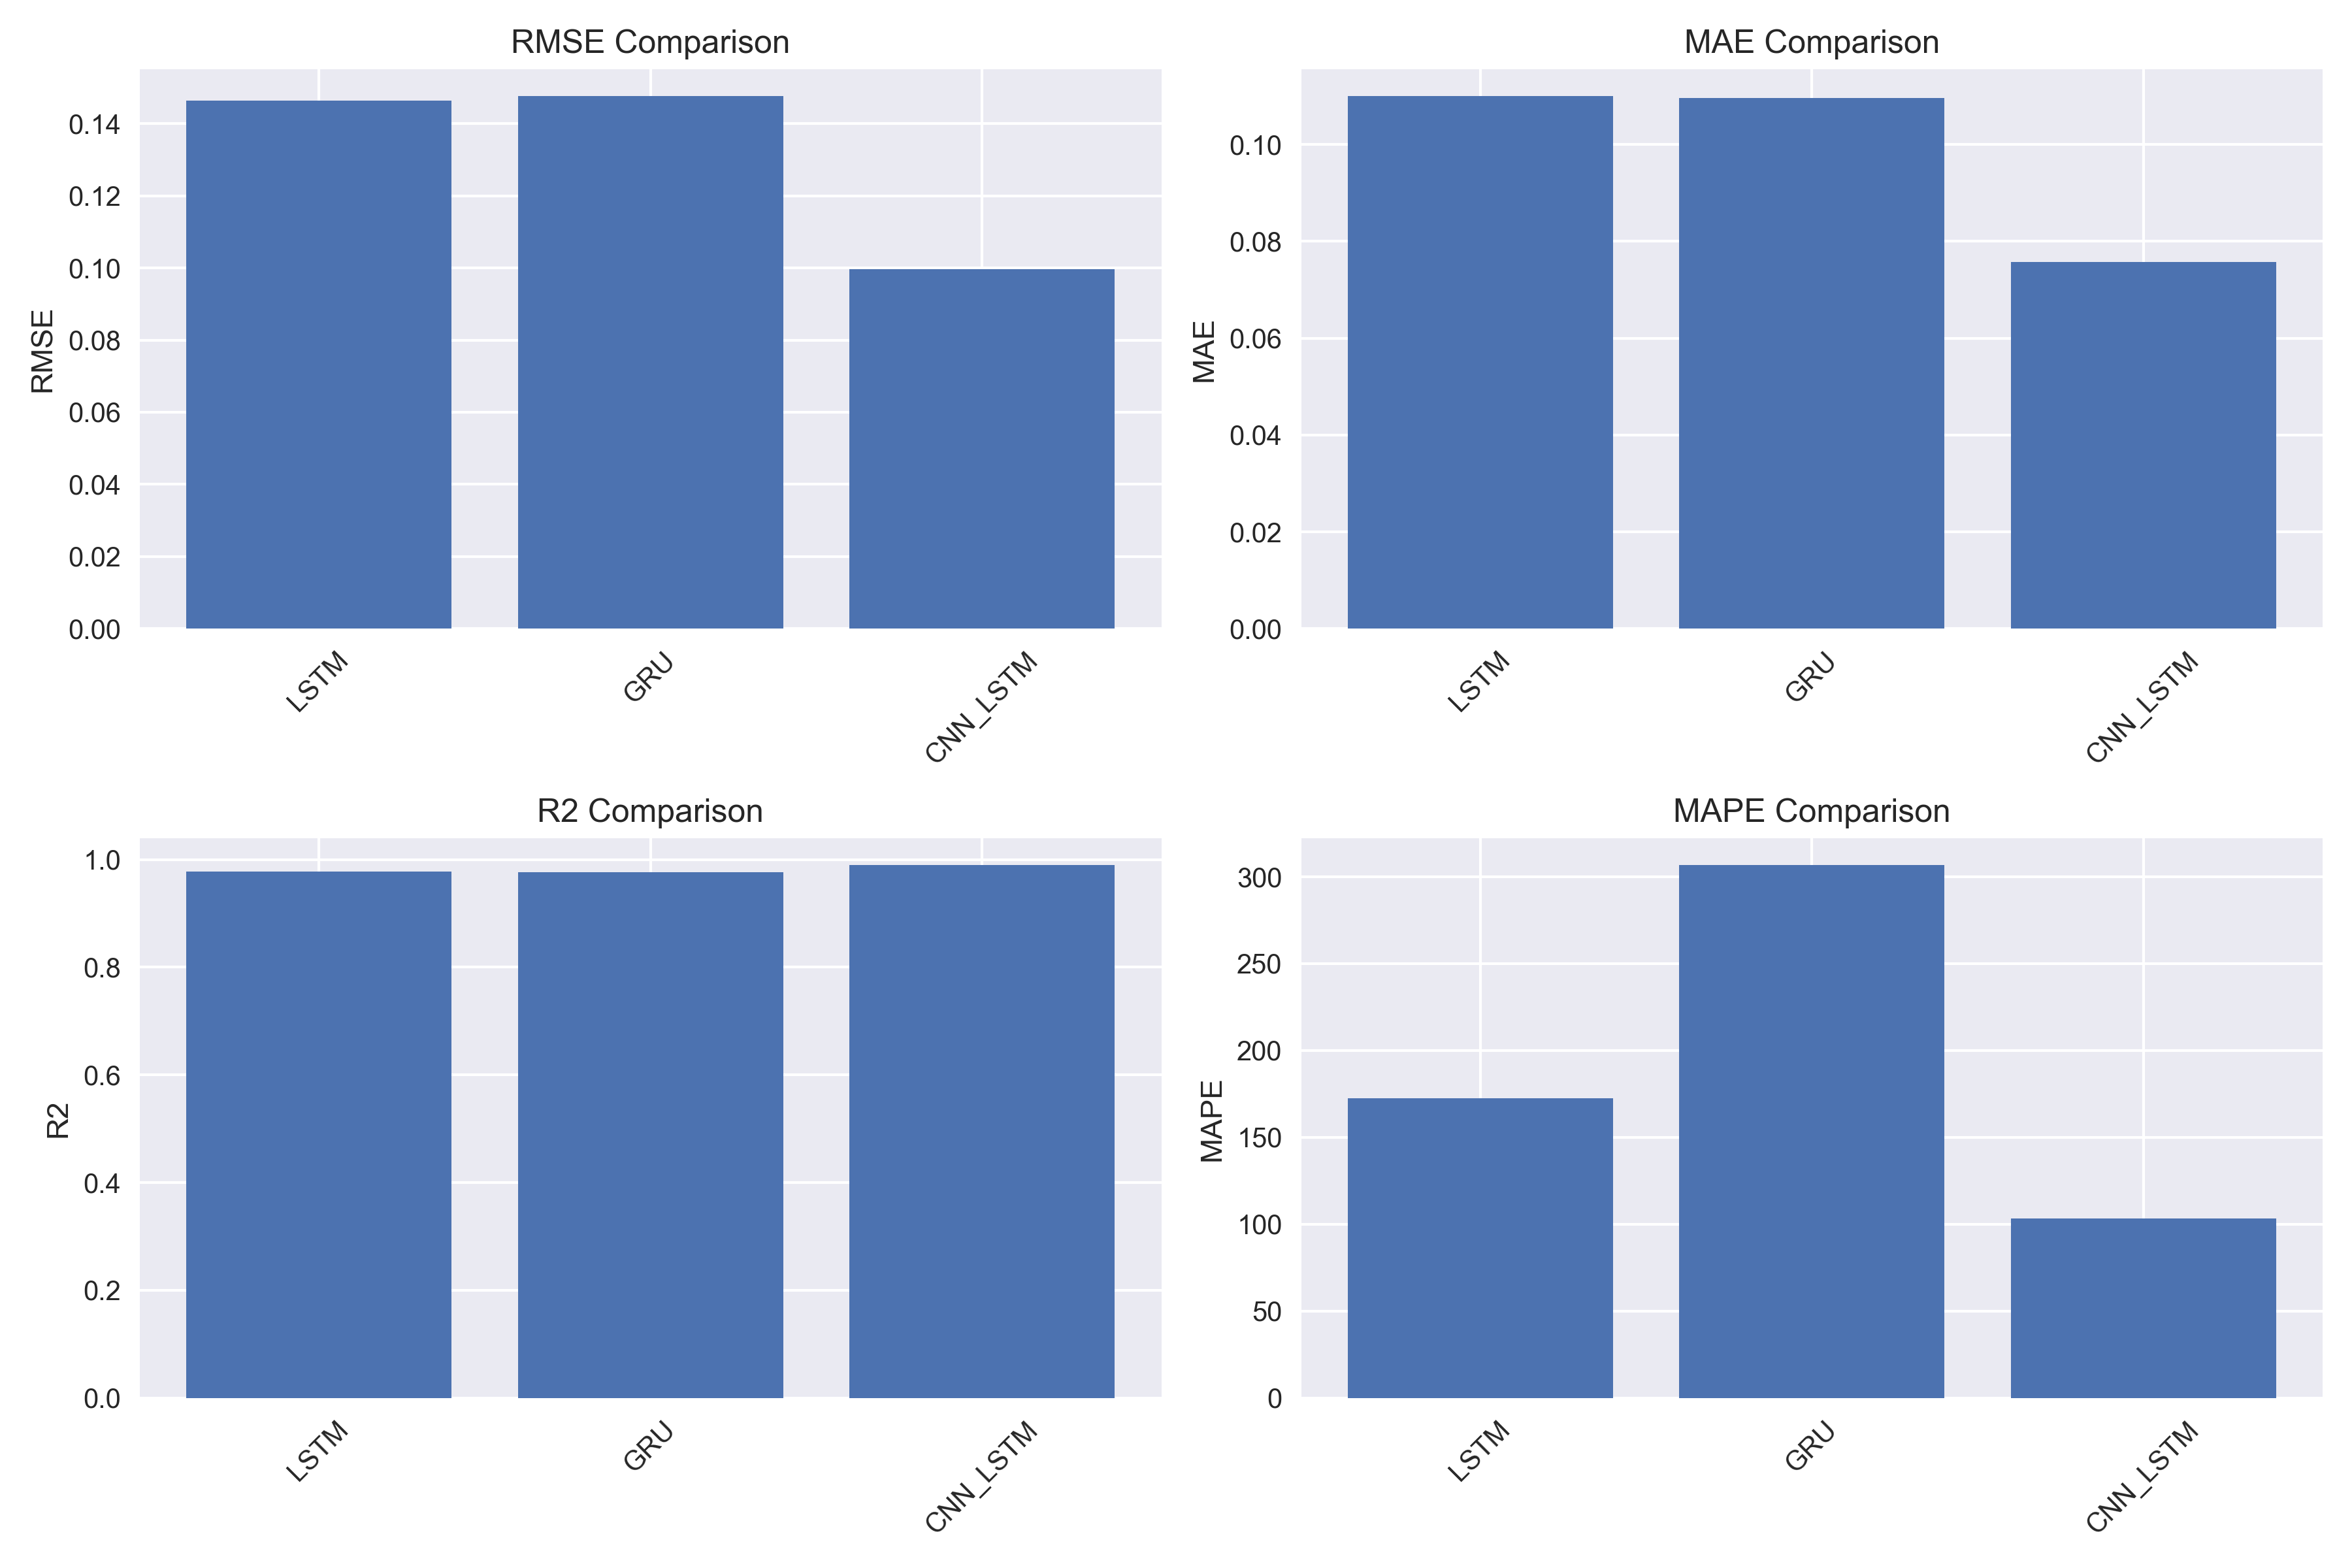 RMSE Comparison
RMSE
0.14
0.12
0.10
0.08
0.06
0.04
0.02
0.00
LSTM
GRU
CNN_LSTM
MAE Comparison
MAE
0.10
0.08
0.06
0.04
0.02
0.00
LSTM
GRU
CNN_LSTM
R2 Comparison
R2
1.0
0.8
0.6
0.4
0.2
0.0
LSTM
GRU
CNN_LSTM
MAPE Comparison
MAPE
300
250
200
150
100
50
0
LSTM
GRU
CNN_LSTM